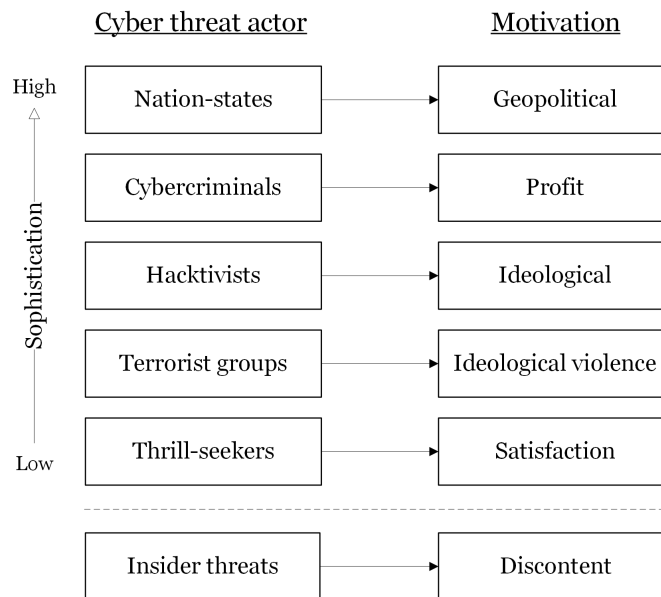 Cyber threat actor
Motivation
High
Nation-states
Geopolitical
Cybercriminals
Profit
Sophistication
Hacktivists
Ideological
Terrorist groups
Ideological violence
Thrill-seekers
Satisfaction
Low
Insider threats
Discontent